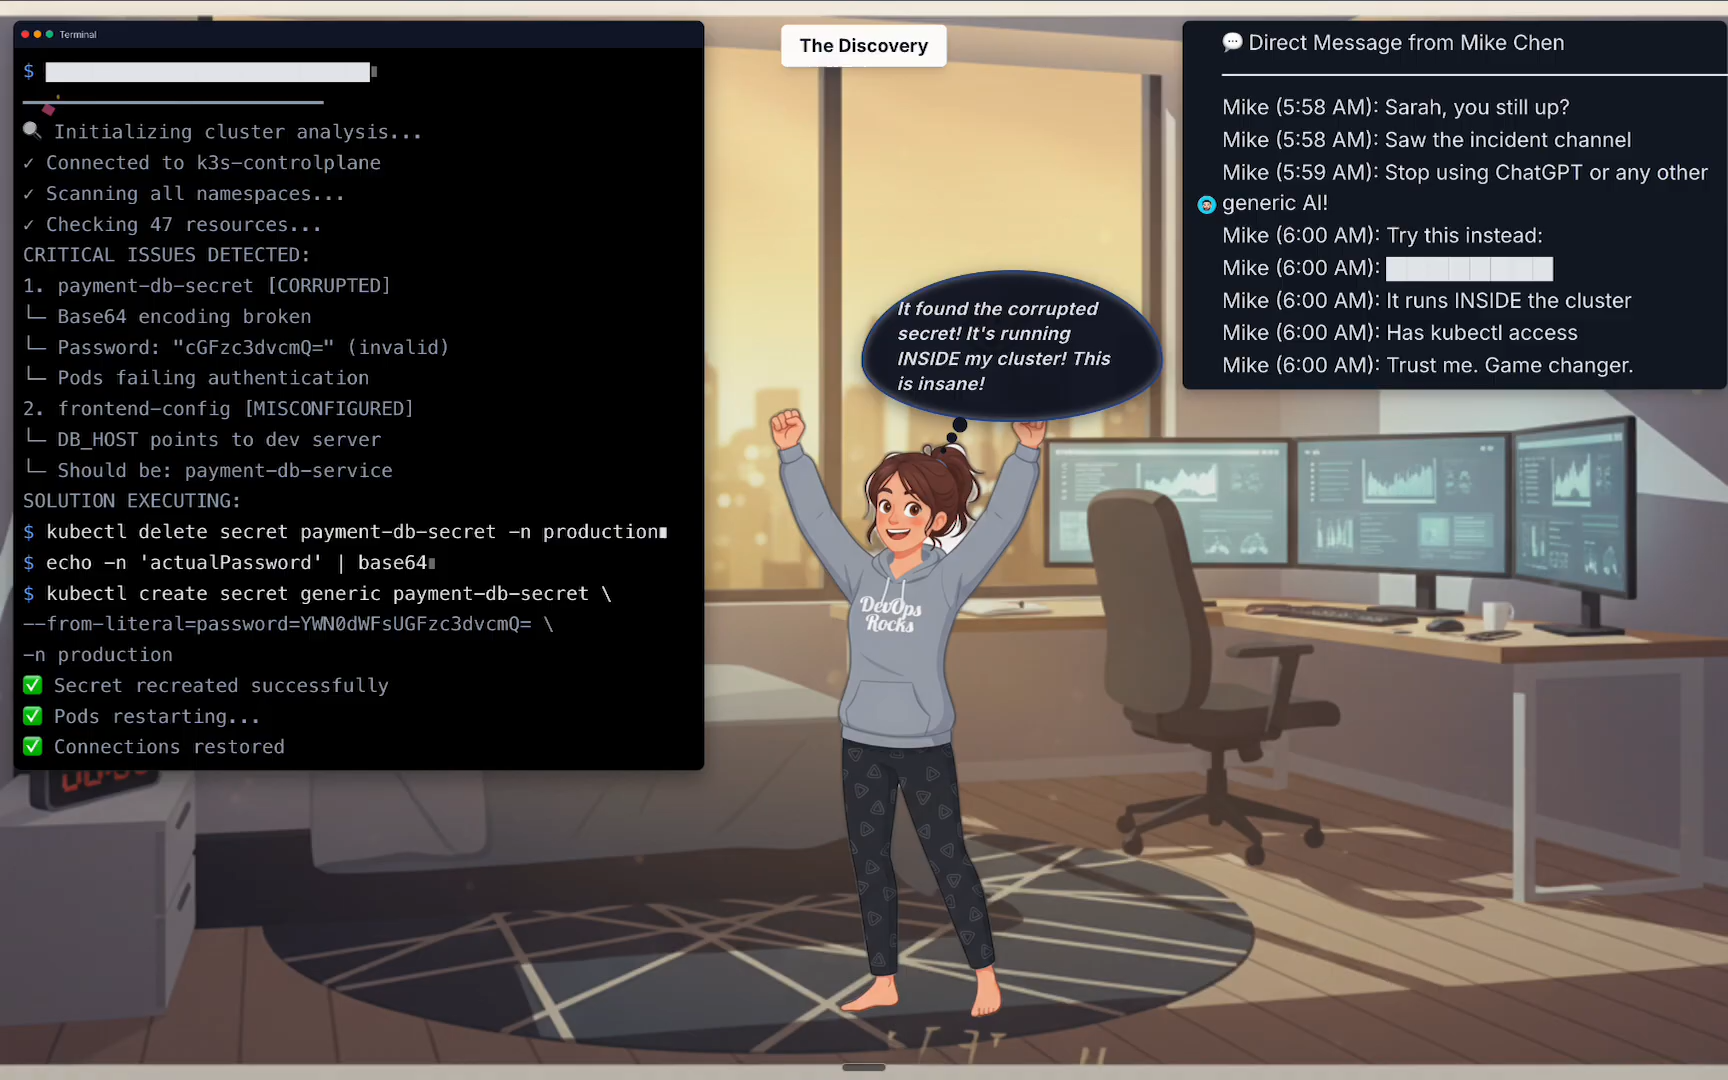 Terminal
$
🔍 Initializing cluster analysis...
✓ Connected to k3s-controlplane
✓ Scanning all namespaces...
✓ Checking 47 resources...
CRITICAL ISSUES DETECTED:
1. payment-db-secret [CORRUPTED]
└─ Base64 encoding broken
└─ Password: "cGFzc3dvcmQ=" (invalid)
└─ Pods failing authentication
2. frontend-config [MISCONFIGURED]
└─ DB_HOST points to dev server
└─ Should be: payment-db-service
SOLUTION EXECUTING:
$ kubectl delete secret payment-db-secret -n production
$ echo -n 'actualPassword' | base64
$ kubectl create secret generic payment-db-secret \
--from-literal=password=YWN0dWFsUGFzc3dvcmQ= \
-n production
✅ Secret recreated successfully
✅ Pods restarting...
✅ Connections restored
The Discovery
It found the corrupted
secret! It's running
INSIDE my cluster! This
is insane!
DevOps
Rocks
💬 Direct Message from Mike Chen
Mike (5:58 AM): Sarah, you still up?
Mike (5:58 AM): Saw the incident channel
Mike (5:59 AM): Stop using ChatGPT or any other
generic AI!
Mike (6:00 AM): Try this instead:
Mike (6:00 AM):
Mike (6:00 AM): It runs INSIDE the cluster
Mike (6:00 AM): Has kubectl access
Mike (6:00 AM): Trust me. Game changer.